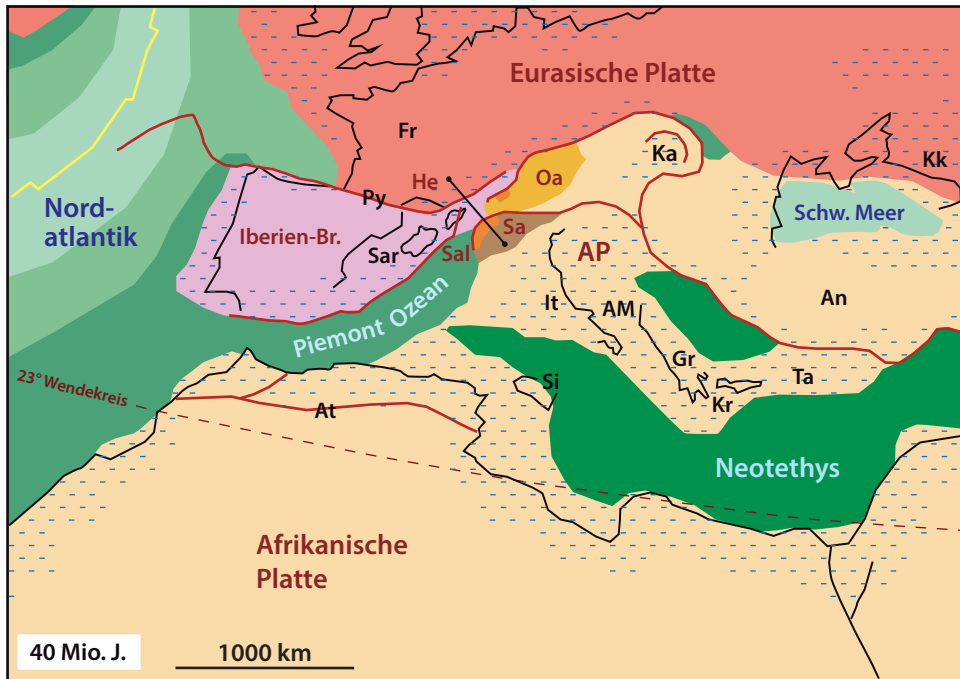 Eurasische Platte
Fr
Ka
Kk
He
Oa
Py
Nord-
atlantik
Iberien-Br.
Schw. Meer
Sar
Sal
Sa
AP
An
It
AM
Piemont Ozean
Gr
23° Wendekreis
Si
Ta
At
Kr
Neotethys
Afrikanische
Platte
40 Mio. J.
1000 km